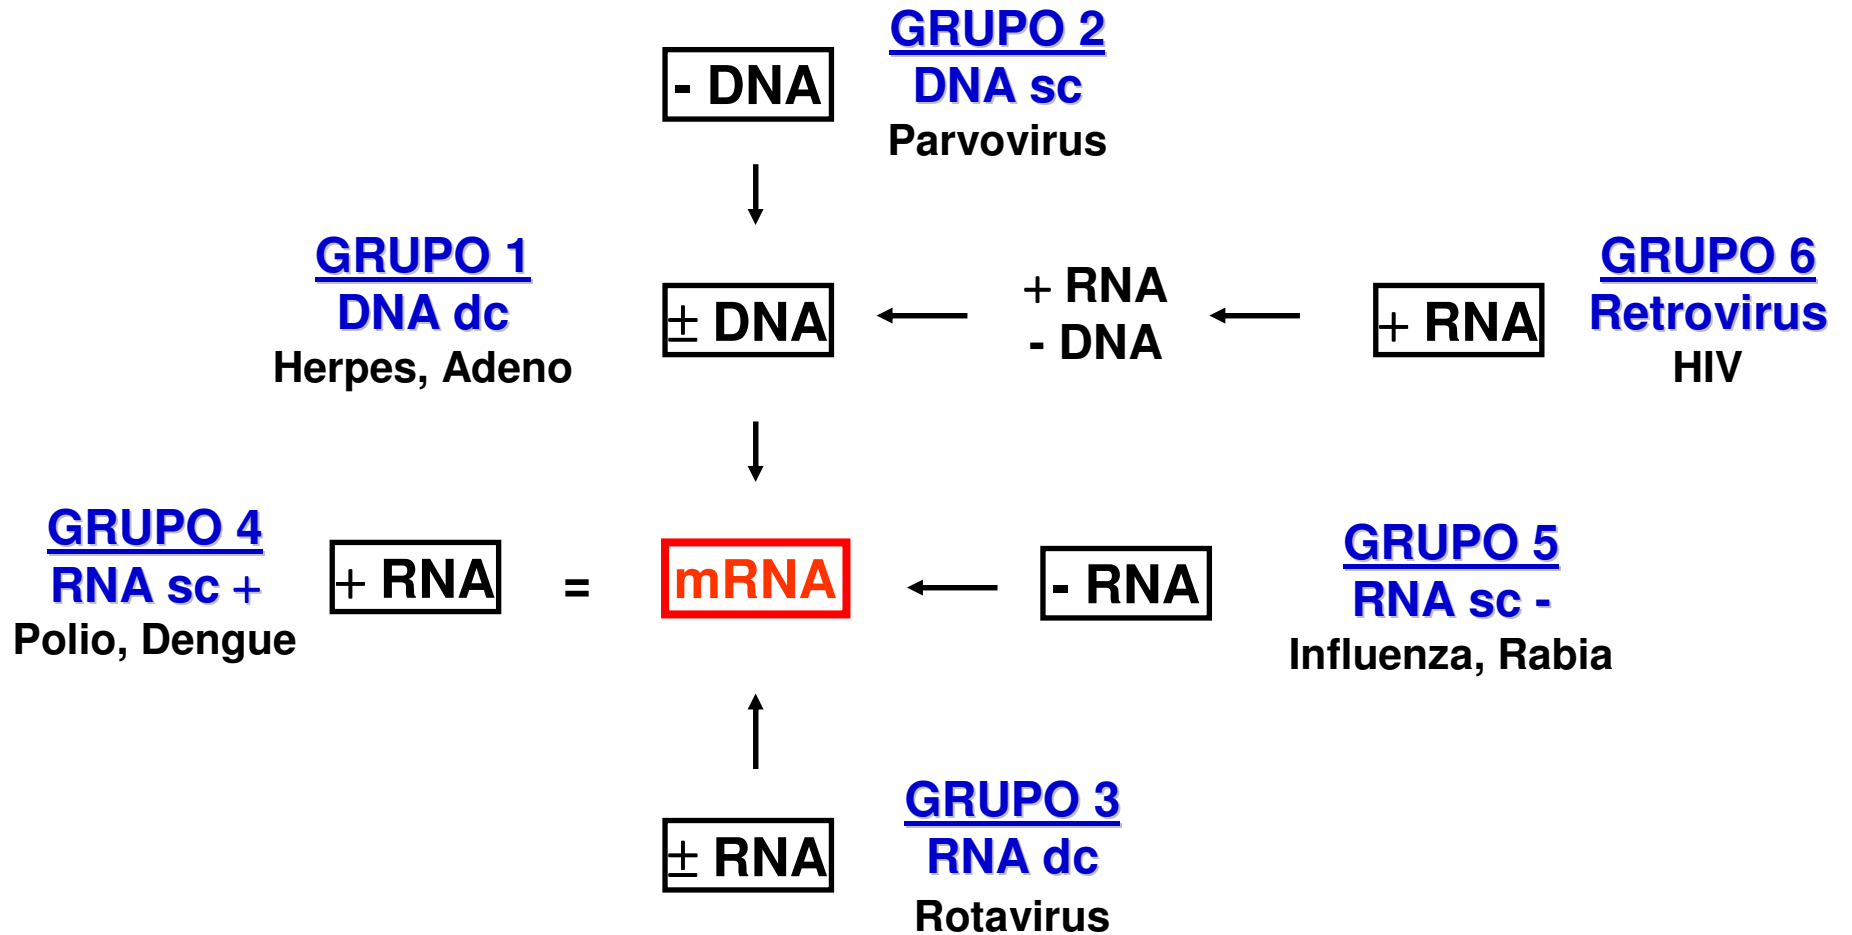 GRUPO 2
- DNA
DNA sc
Parvovirus
GRUPO 1
DNA dc
Herpes, Adeno
± DNA
+ RNA
- DNA
+ RNA
GRUPO 6
Retrovirus
HIV
GRUPO 4
RNA sc +
Polio, Dengue
+ RNA
=
mRNA
- RNA
GRUPO 5
RNA sc -
Influenza, Rabia
± RNA
GRUPO 3
RNA dc
Rotavirus